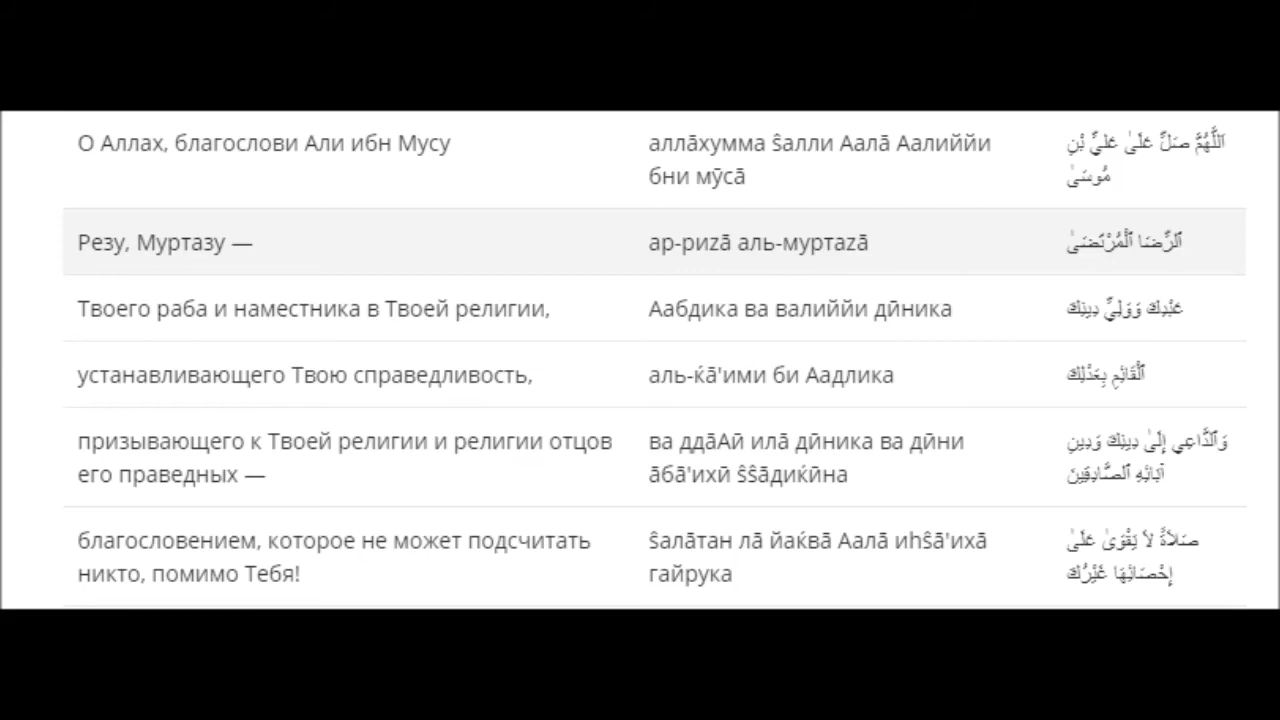 О Аллах, благослови Али ибн Мусу
аллāхумма ŝалли Аалā Аалиййи
бни мӯсā
اَللَّهُمَّ صَلِّ عَلَىٰ عَلِيِّ بْنِ
مُوسَىٰ
Резу, Муртазу —
ар-риzā аль-муртаzā
ٱلرِّضَا ٱلْمُرْتَضَىٰ
Твоего раба и наместника в Твоей религии,
Аабдика ва валиййи дӣника
عَبْدِكَ وَوَلِيِّ دِينِكَ
устанавливающего Твою справедливость,
аль-ќā'ими би Аадлика
ٱلْقَائِمِ بِعَدْلِكَ
призывающего к Твоей религии и религии отцов
его праведных —
ва ддāАӣ илā дӣника ва дӣни
āбā'ихӣ ŝŝāдиќӣна
وَٱلدَّاعِي إِلَىٰ دِينِكَ وَدِينِ
آبَائِهِ ٱلصَّادِقِينَ
благословением, которое не может подсчитать
никто, помимо Тебя!
ŝалāтан лā йаќвā Аалā иhŝā'ихā
гайрука
صَلاَةً لاَ يَقْوَىٰ عَلَىٰ
إِحْصَائِهَا غَيْرُكَ